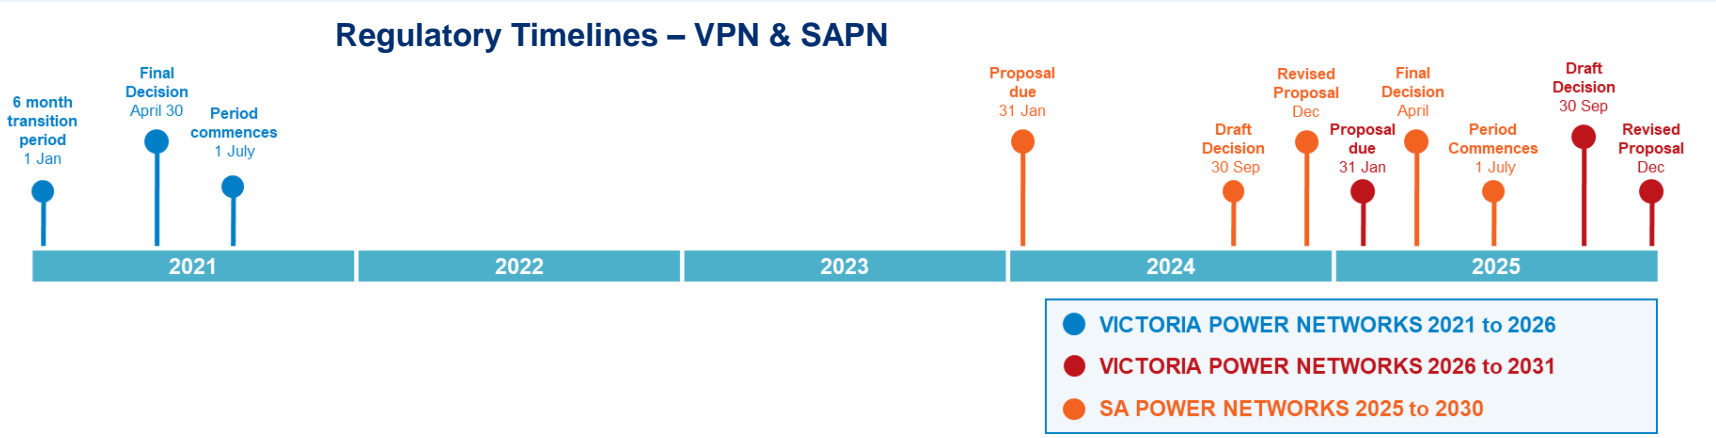 Regulatory Timelines – VPN & SAPN
6 month
transition
period
1 Jan
Final
Decision
April 30
Period
commences
1 July
Proposal
due
31 Jan
Draft
Decision
30 Sep
Revised
Proposal
Dec
Proposal
due
31 Jan
Final
Decision
April
Period
Commences
1 July
Draft
Decision
30 Sep
Revised
Proposal
Dec
2021
2022
2023
2024
2025
VICTORIA POWER NETWORKS 2021 to 2026
VICTORIA POWER NETWORKS 2026 to 2031
SA POWER NETWORKS 2025 to 2030